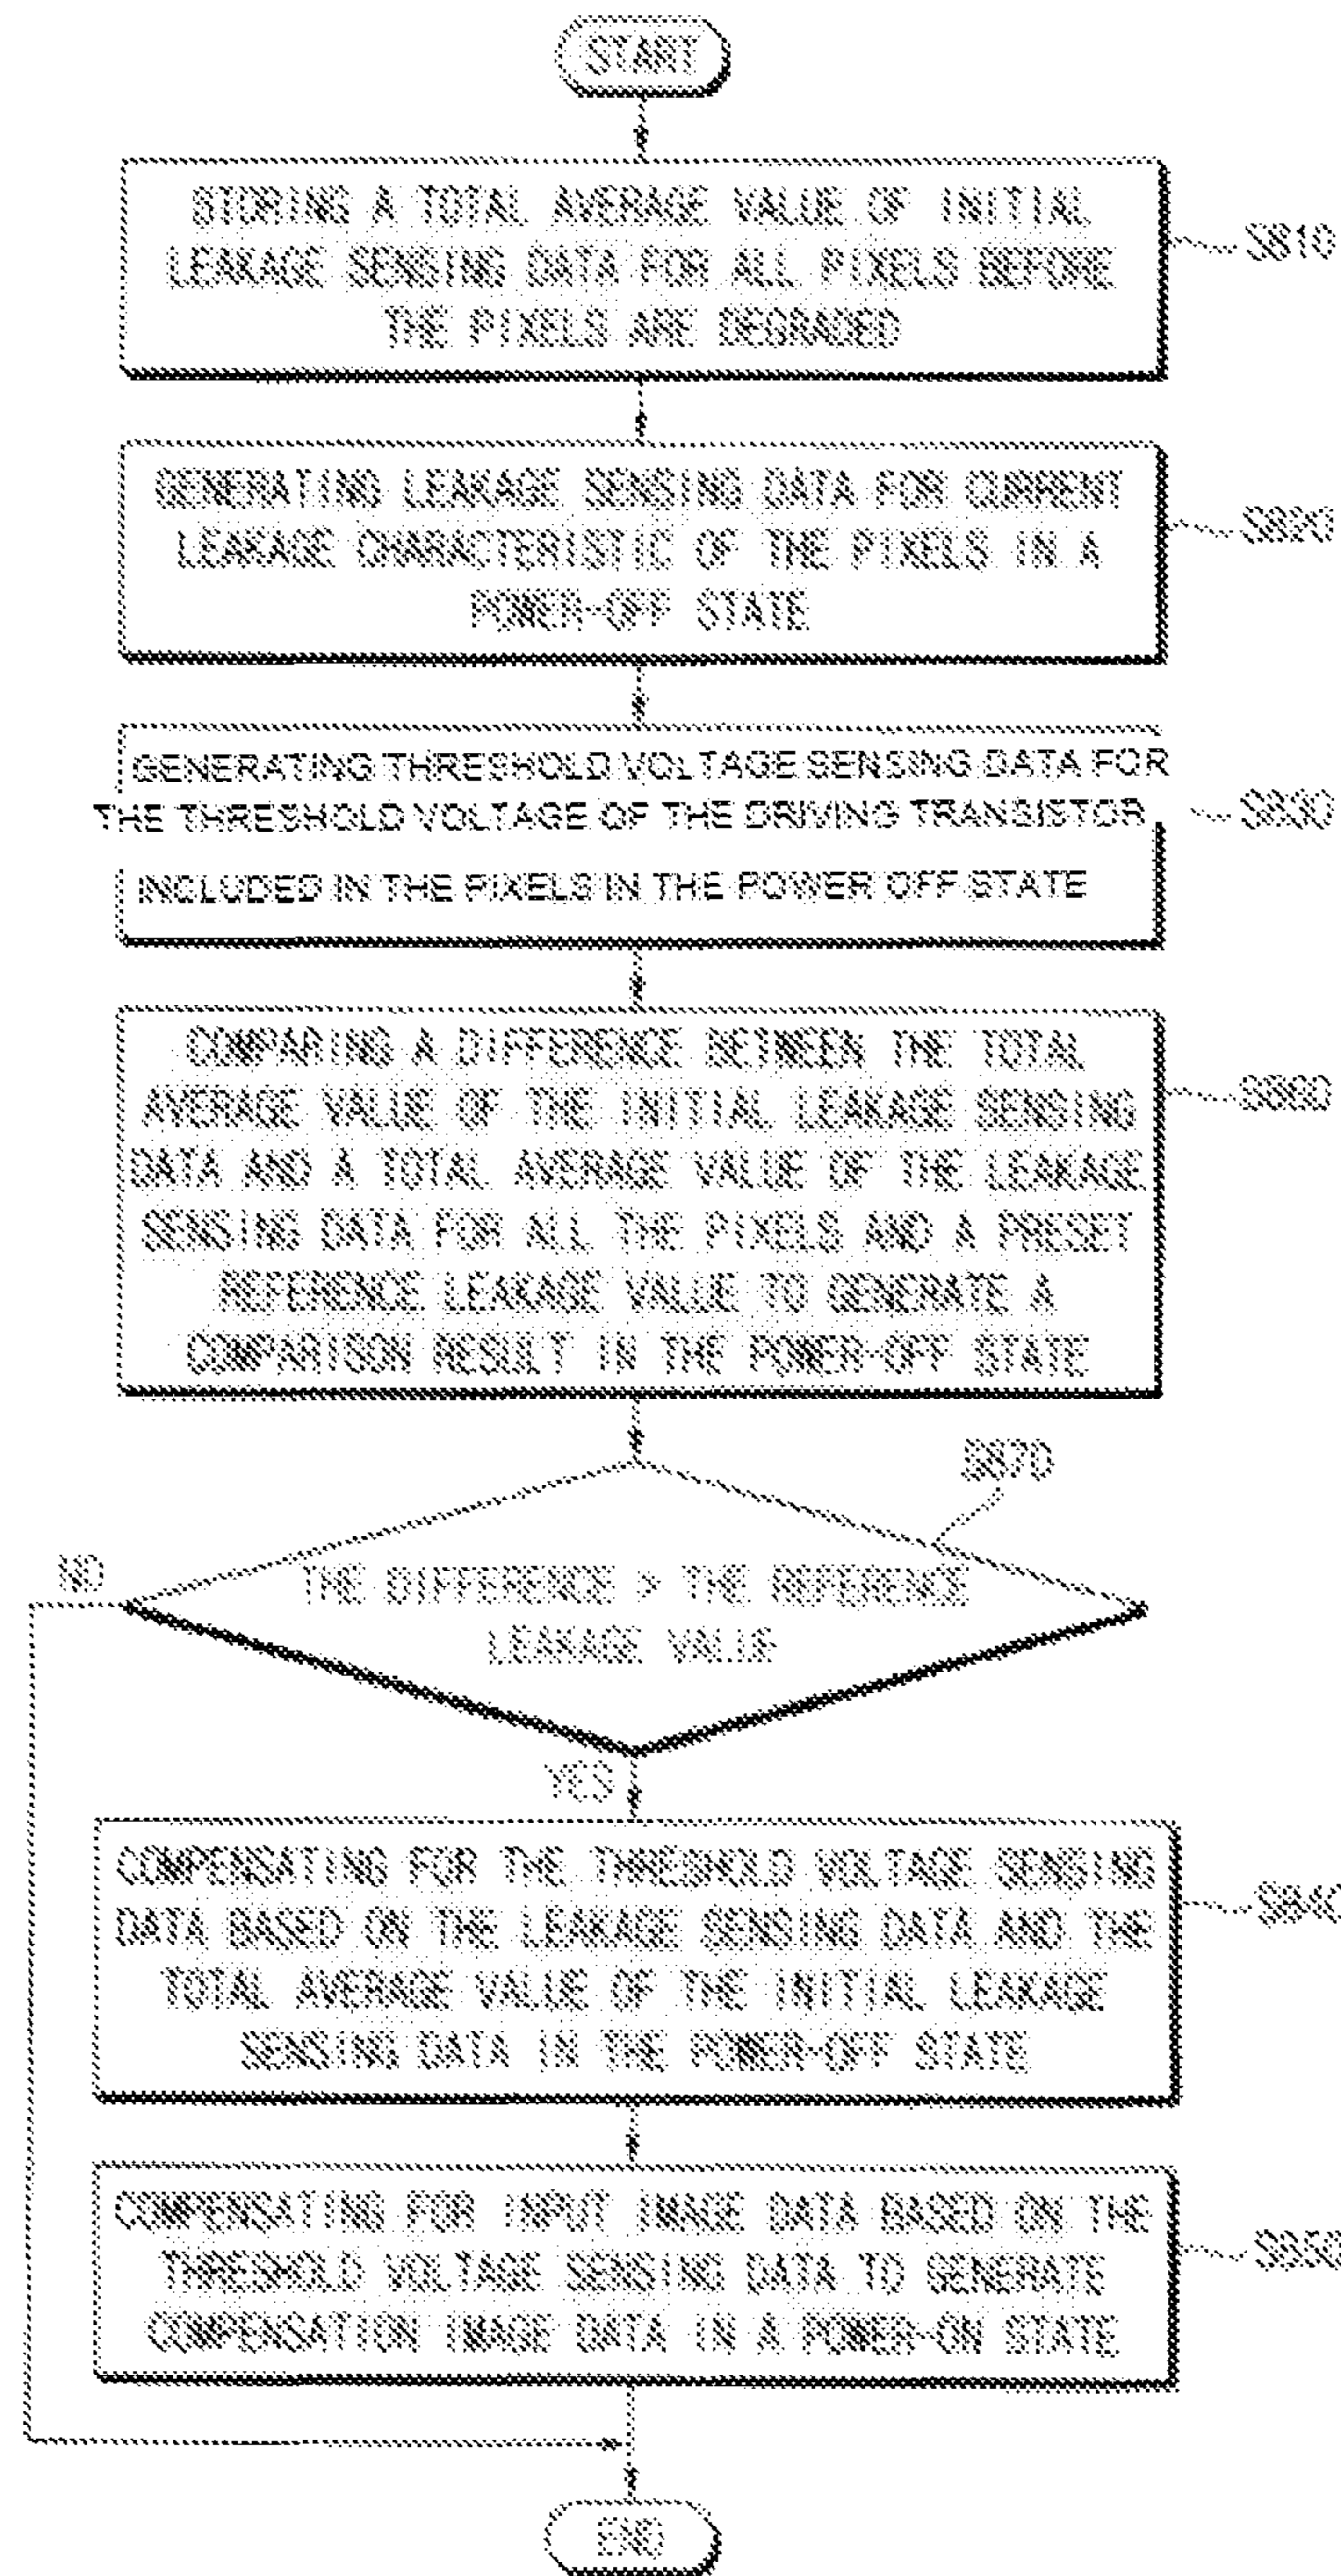 START
STORING A TOTAL AVERAGE VALUE OF INITIAL
LEAKAGE SENSING DATA FOR ALL PIXELS BEFORE
THE PIXELS ARE DEGRADED
S810
GENERATING LEAKAGE SENSING DATA FOR CURRENT
LEAKAGE CHARACTERISTIC OF THE PIXELS IN A
POWER-OFF STATE
S820
GENERATING THRESHOLD VOLTAGE SENSING DATA FOR
THE THRESHOLD VOLTAGE OF THE DRIVING TRANSISTOR
INCLUDED IN THE PIXELS IN THE POWER OFF STATE
S830
COMPARING A DIFFERENCE BETWEEN THE TOTAL
AVERAGE VALUE OF THE INITIAL LEAKAGE SENSING
DATA AND A TOTAL AVERAGE VALUE OF THE LEAKAGE
SENSING DATA FOR ALL THE PIXELS AND A PRESET
REFERENCE LEAKAGE VALUE TO GENERATE A
COMPARISON RESULT IN THE POWER-OFF STATE
S860
S870
NO
THE DIFFERENCE > THE REFERENCE
LEAKAGE VALUE
YES
COMPENSATING FOR THE THRESHOLD VOLTAGE SENSING
DATA BASED ON THE LEAKAGE SENSING DATA AND THE
TOTAL AVERAGE VALUE OF THE INITIAL LEAKAGE
SENSING DATA IN THE POWER-OFF STATE
S840
COMPENSATING FOR INPUT IMAGE DATA BASED ON THE
THRESHOLD VOLTAGE SENSING DATA TO GENERATE
COMPENSATION IMAGE DATA IN A POWER-ON STATE
S850
END